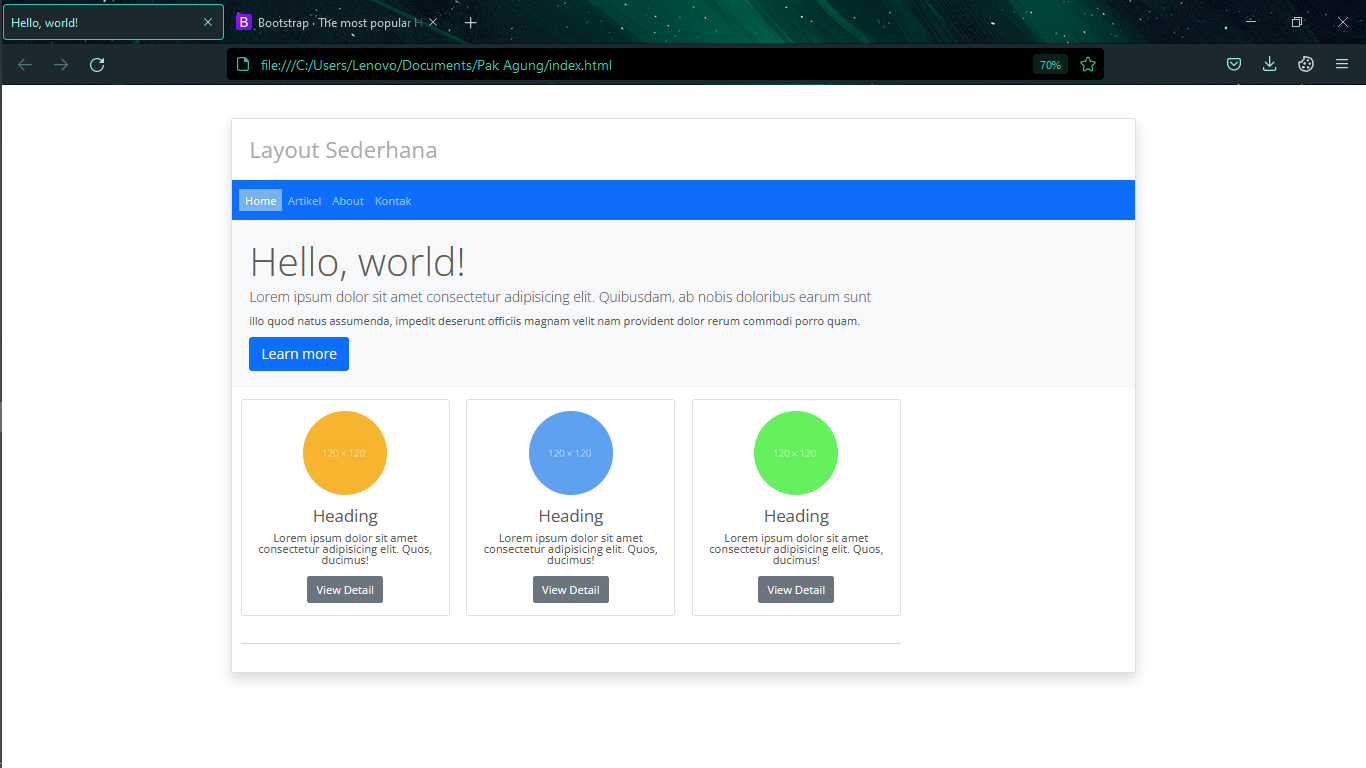 Hello, world!
Bootstrap · The most popular H
file:///C:/Users/Lenovo/Documents/Pak Agung/index.html
70%
Layout Sederhana
Home Artikel About Kontak
Hello, world!
Lorem ipsum dolor sit amet consectetur adipisicing elit. Quibusdam, ab nobis doloribus earum sunt
illo quod natus assumenda, impedit deserunt officiis magnam velit nam provident dolor rerum commodi porro quam.
Learn more
120 × 120
Heading
Lorem ipsum dolor sit amet
consectetur adipisicing elit. Quos,
ducimus!
View Detail
120 × 120
Heading
Lorem ipsum dolor sit amet
consectetur adipisicing elit. Quos,
ducimus!
View Detail
120 × 120
Heading
Lorem ipsum dolor sit amet
consectetur adipisicing elit. Quos,
ducimus!
View Detail